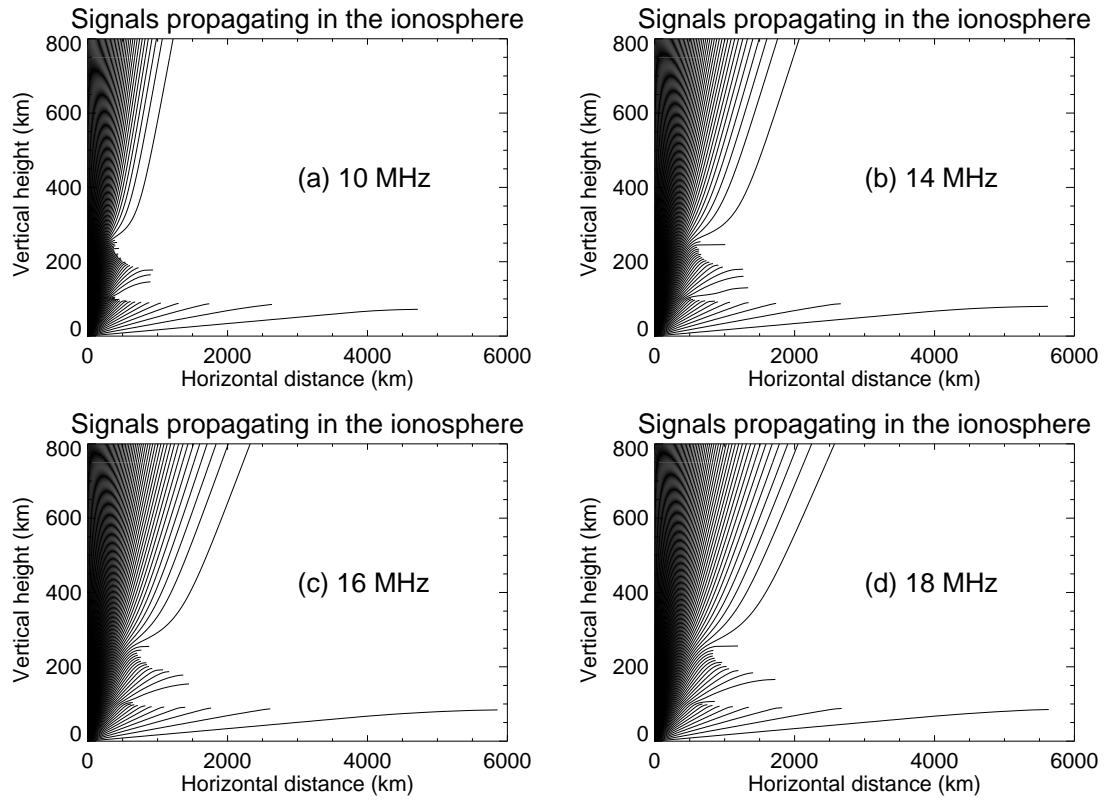 Signals propagating in the ionosphere
Vertical height (km)
800
600
400
200
0
(a) 10 MHz
0 2000 4000 6000
Horizontal distance (km)
Signals propagating in the ionosphere
Vertical height (km)
800
600
400
200
0
(b) 14 MHz
0 2000 4000 6000
Horizontal distance (km)
Signals propagating in the ionosphere
Vertical height (km)
800
600
400
200
0
(c) 16 MHz
0 2000 4000 6000
Horizontal distance (km)
Signals propagating in the ionosphere
Vertical height (km)
800
600
400
200
0
(d) 18 MHz
0 2000 4000 6000
Horizontal distance (km)